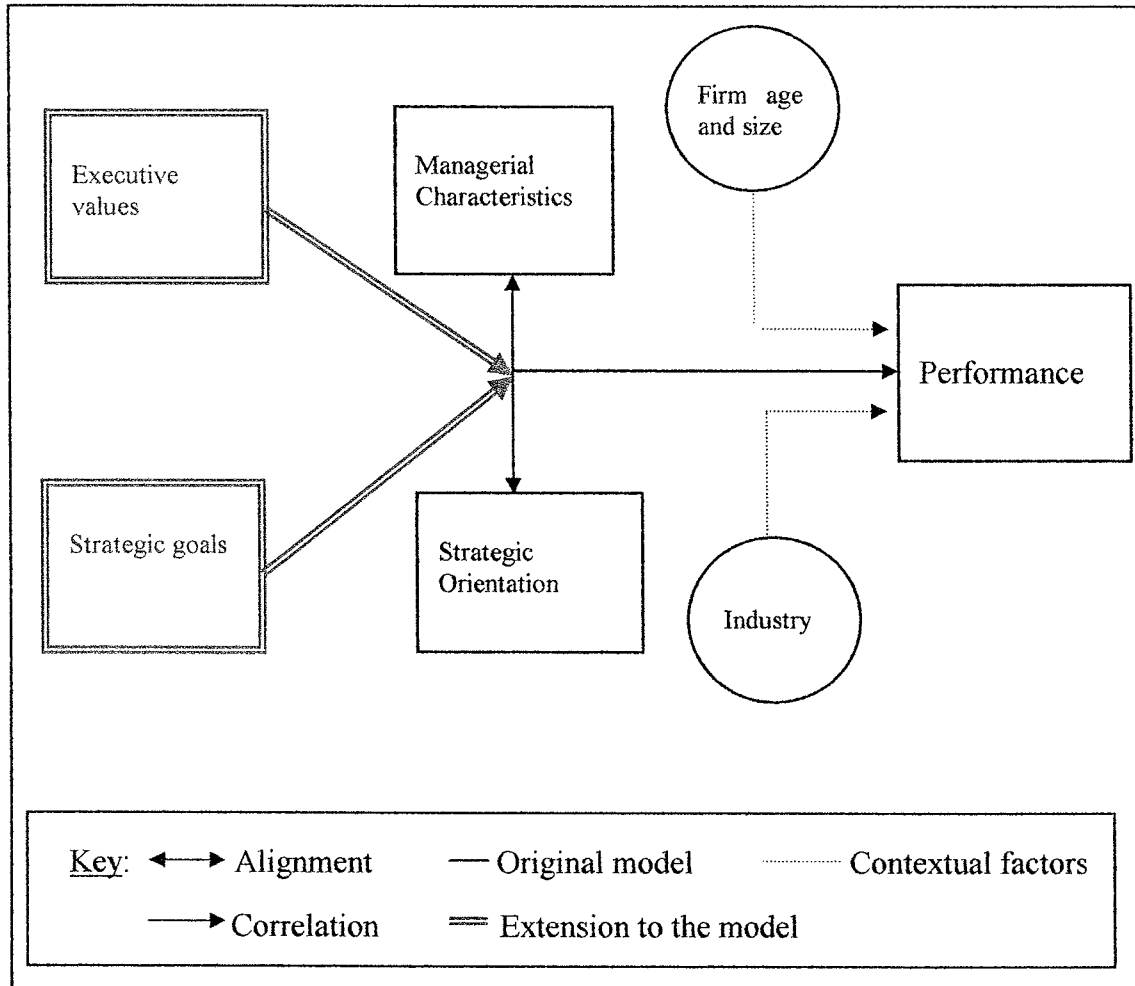 Executive
values
Managerial
Characteristics
Firm age
and size
Performance
Strategic goals
Strategic
Orientation
Industry
Key: Alignment Original model Contextual factors
Correlation Extension to the model